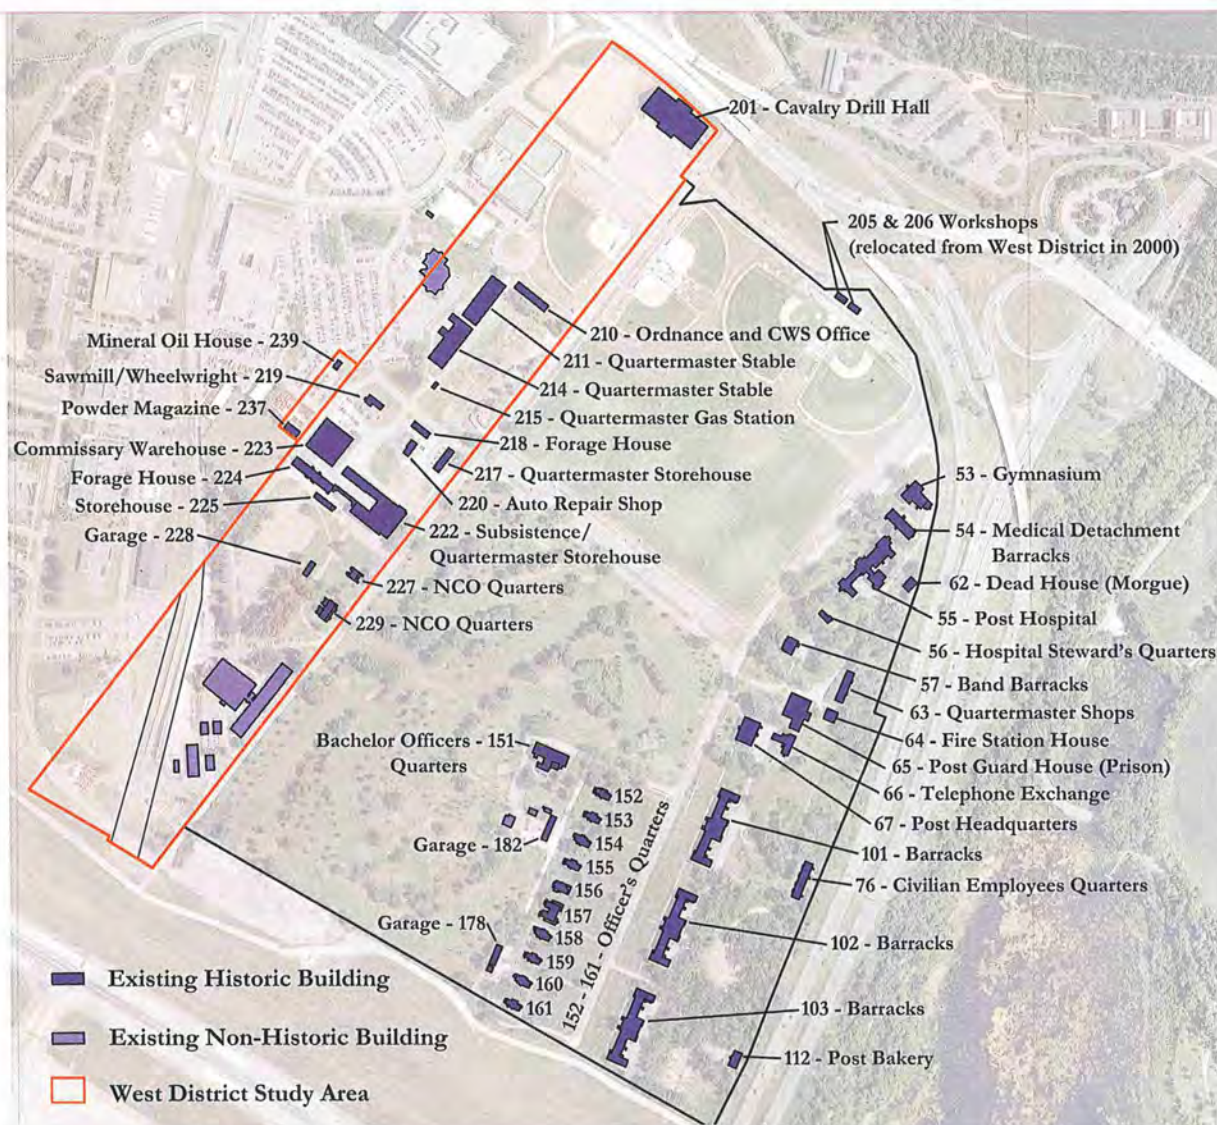 201 - Cavalry Drill Hall
205 & 206 Workshops
(relocated from West District in 2000)
210 - Ordnance and CWS Office
211 - Quartermaster Stable
214 - Quartermaster Stable
215 - Quartermaster Gas Station
218 - Forage House
217 - Quartermaster Storehouse
220 - Auto Repair Shop
222 - Subsistence/
Quartermaster Storehouse
227 - NCO Quarters
229 - NCO Quarters
Mineral Oil House - 239
Sawmill/Wheelwright - 219
Powder Magazine - 237
Commissary Warehouse - 223
Forage House - 224
Storehouse - 225
Garage - 228
53 - Gymnasium
54 - Medical Detachment
Barracks
62 - Dead House (Morgue)
55 - Post Hospital
56 - Hospital Steward's Quarters
57 - Band Barracks
63 - Quartermaster Shops
64 - Fire Station House
65 - Post Guard House (Prison)
66 - Telephone Exchange
67 - Post Headquarters
101 - Barracks
76 - Civilian Employees Quarters
102 - Barracks
103 - Barracks
112 - Post Bakery
Bachelor Officers - 151
Quarters
Garage - 182
Garage - 178
152
153
154
155
156
157
158
159
160
161
152 - 161 - Officer's Quarters
Existing Historic Building
Existing Non-Historic Building
West District Study Area